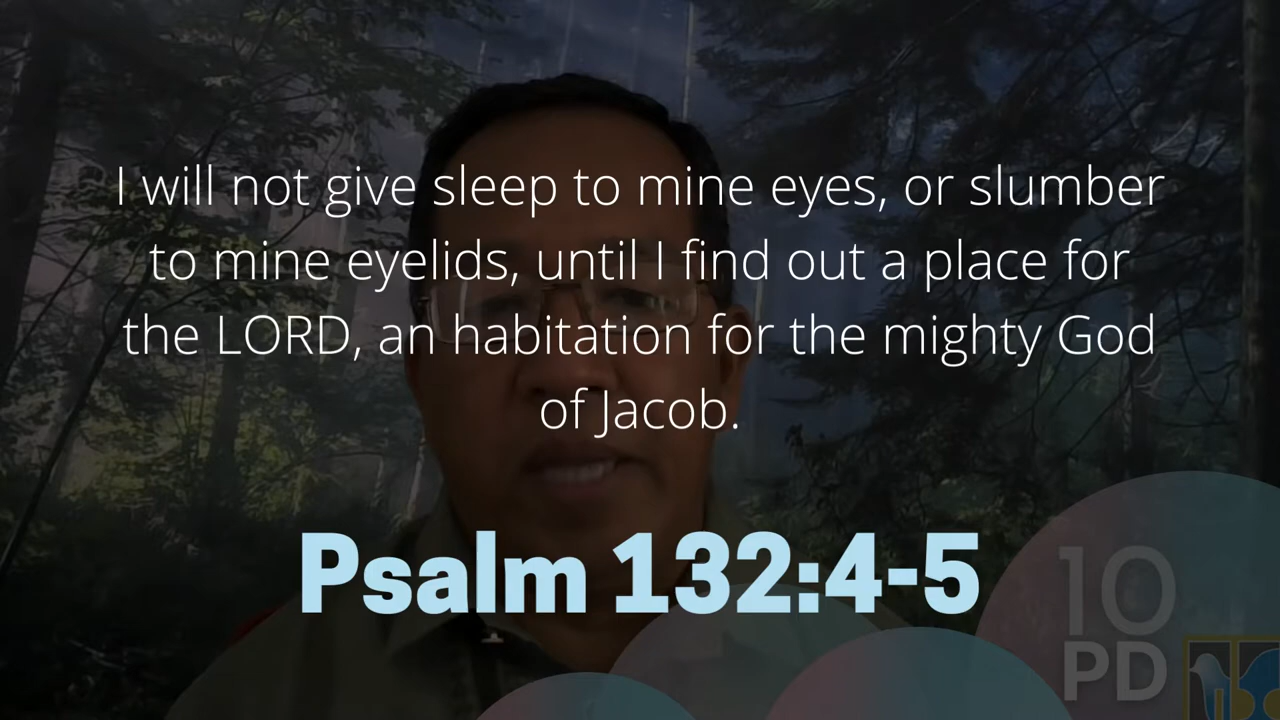 I will not give sleep to mine eyes, or slumber
to mine eyelids, until I find out a place for
the LORD, an habitation for the mighty God
of Jacob.
Psalm 132:4-5
10
PD